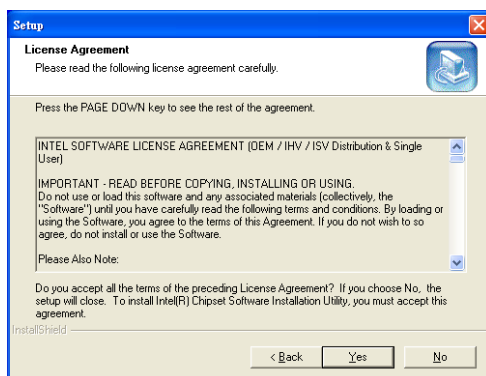 Setup
License Agreement
Please read the following license agreement carefully.
Press the PAGE DOWN key to see the rest of the agreement.
INTEL SOFTWARE LICENSE AGREEMENT (OEM / IHV / ISV Distribution & Single
User)
IMPORTANT - READ BEFORE COPYING, INSTALLING OR USING.
Do not use or load this software and any associated materials (collectively, the
"Software") until you have carefully read the following terms and conditions. By loading or
using the Software, you agree to the terms of this Agreement. If you do not wish to so
agree, do not install or use the Software.
Please Also Note:
Do you accept all the terms of the preceding License Agreement? If you choose No, the
setup will close. To install Intel(R) Chipset Software Installation Utility, you must accept this
agreement.
InstallShield
< Back
Yes
No